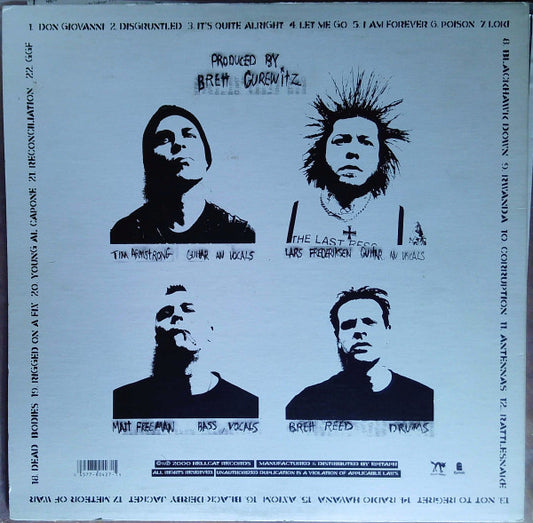 1. DON GIOVANNI 2. DISGRUNTLED 3. IT'S QUITE ALRIGHT 4. LET ME GO 5. I AM FOREVER 6. POISON 7. LOKI
8. BLACKHAWK DOWN 9. RWANDA 10. CORRUPTION 11. ANTENNAS 12. RATTLESNAKE
13. NOT TO REGRET 14. RADIO HAVANA 15. AXIOM 16. BLACK DERBY JACKET 17. METEOR OF WAR
18. DEAD BODIES 19. RIGGED ON A FIX 20. YOUNG AL CAPONE 21. RECONCILIATION 22. GGF
PRODUCED BY
BRETT GUREWITZ
THE LAST RESO
TIM ARMSTRONG GUITAR AN VOCALS
LARS FREDERIKSEN GUITAR AN VOCALS
MATT FREEMAN BASS VOCALS
BRETT REED DRUMS
©℗ 2000 HELLCAT RECORDS MANUFACTURED & DISTRIBUTED BY EPITAPH
ALL RIGHTS RESERVED UNAUTHORIZED DUPLICATION IS A VIOLATION OF APPLICABLE LAWS.